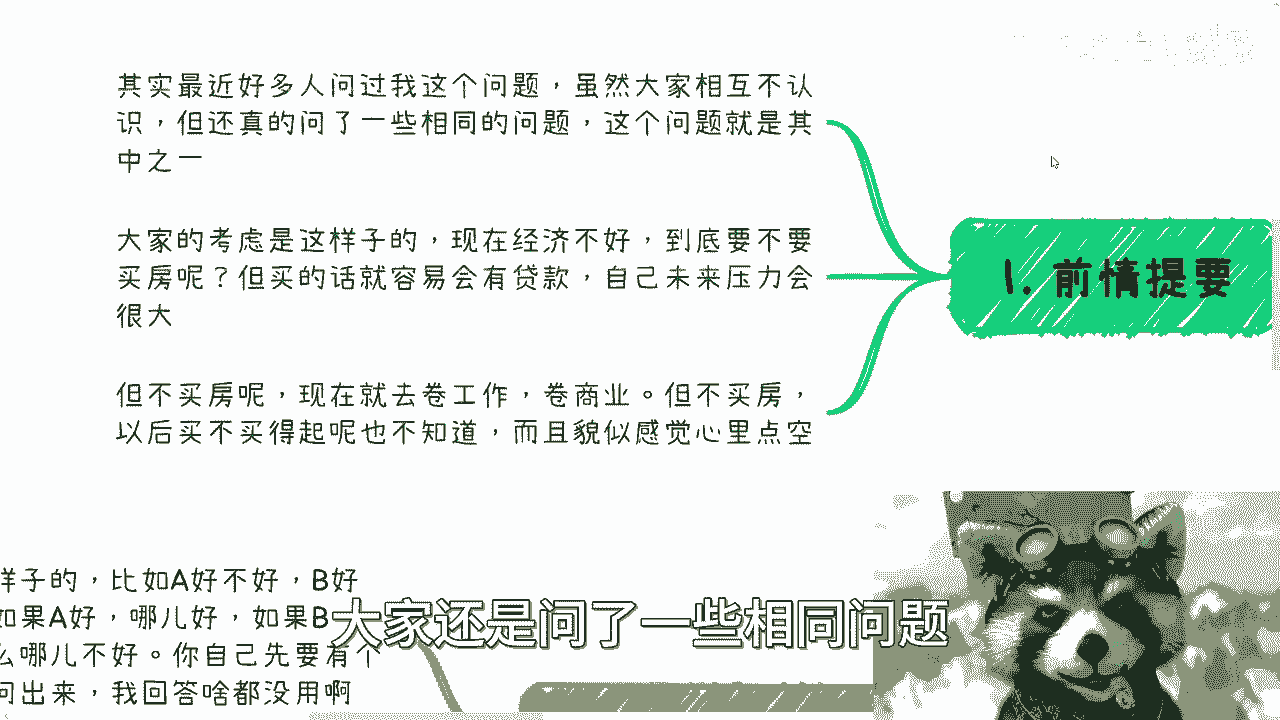 其实最近好多人问过我这个问题，虽然大家相互不认
识，但还真的问了一些相同的问题，这个问题就是其
中之一
大家的考虑是这样子的，现在经济不好，到底要不要
买房呢？但买的话就容易会有贷款，自己未来压力会
很大
但不买房呢，现在就去卷工作，卷商业。但不买房，
以后买不买得起呢也不知道，而且貌似感觉心里点空
1. 前情提要
样子的，比如A好不好，B好
如果A好，哪儿好，如果B
么哪儿不好。你自己先要有个
问出来，我回答啥都没用啊
大家还是问了一些相同问题